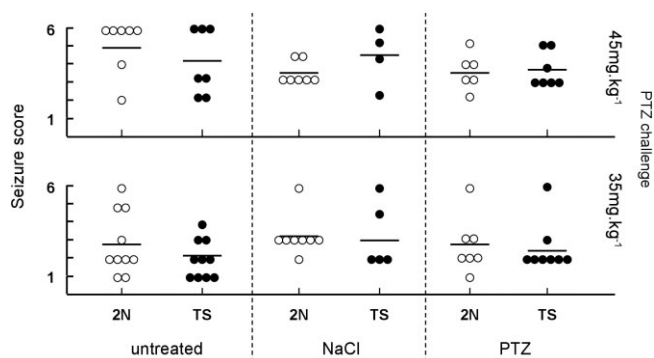 6
1
6
1
Seizure score
45mg.kg⁻¹
35mg.kg⁻¹
PTZ challenge
2N TS 2N TS 2N TS
untreated NaCl PTZ